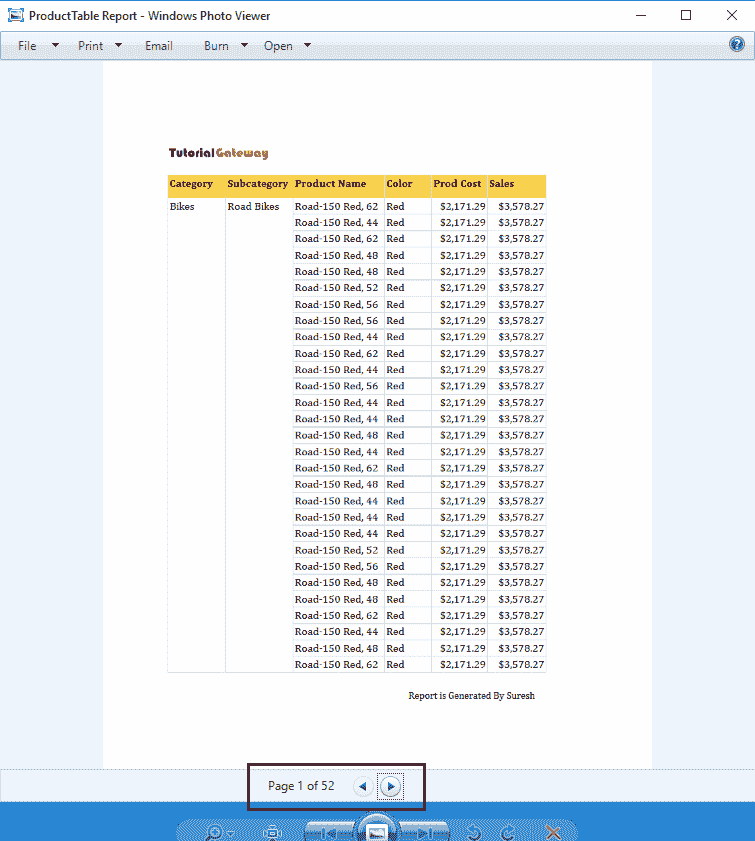 ProductTable Report - Windows Photo Viewer
File Print Email Burn Open
TutorialGateway
Category Subcategory Product Name Color Prod Cost Sales
Bikes Road Bikes Road-150 Red, 62 Red $2,171.29 $3,578.27
Road-150 Red, 44 Red $2,171.29 $3,578.27
Road-150 Red, 62 Red $2,171.29 $3,578.27
Road-150 Red, 48 Red $2,171.29 $3,578.27
Road-150 Red, 48 Red $2,171.29 $3,578.27
Road-150 Red, 52 Red $2,171.29 $3,578.27
Road-150 Red, 56 Red $2,171.29 $3,578.27
Road-150 Red, 56 Red $2,171.29 $3,578.27
Road-150 Red, 44 Red $2,171.29 $3,578.27
Road-150 Red, 62 Red $2,171.29 $3,578.27
Road-150 Red, 44 Red $2,171.29 $3,578.27
Road-150 Red, 56 Red $2,171.29 $3,578.27
Road-150 Red, 44 Red $2,171.29 $3,578.27
Road-150 Red, 44 Red $2,171.29 $3,578.27
Road-150 Red, 48 Red $2,171.29 $3,578.27
Road-150 Red, 44 Red $2,171.29 $3,578.27
Road-150 Red, 62 Red $2,171.29 $3,578.27
Road-150 Red, 48 Red $2,171.29 $3,578.27
Road-150 Red, 44 Red $2,171.29 $3,578.27
Road-150 Red, 44 Red $2,171.29 $3,578.27
Road-150 Red, 44 Red $2,171.29 $3,578.27
Road-150 Red, 52 Red $2,171.29 $3,578.27
Road-150 Red, 56 Red $2,171.29 $3,578.27
Road-150 Red, 48 Red $2,171.29 $3,578.27
Road-150 Red, 48 Red $2,171.29 $3,578.27
Road-150 Red, 62 Red $2,171.29 $3,578.27
Road-150 Red, 44 Red $2,171.29 $3,578.27
Road-150 Red, 48 Red $2,171.29 $3,578.27
Road-150 Red, 62 Red $2,171.29 $3,578.27
Report is Generated By Suresh
Page 1 of 52